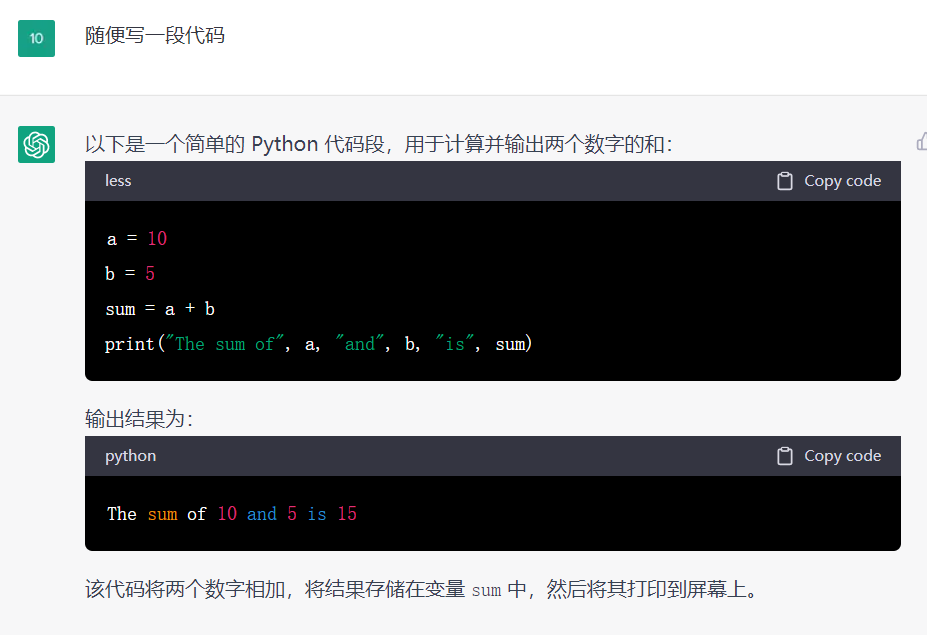 10
随便写一段代码
以下是一个简单的 Python 代码段，用于计算并输出两个数字的和：
less Copy code
a = 10
b = 5
sum = a + b
print("The sum of", a, "and", b, "is", sum)
输出结果为：
python Copy code
The sum of 10 and 5 is 15
该代码将两个数字相加，将结果存储在变量 sum 中，然后将其打印到屏幕上。